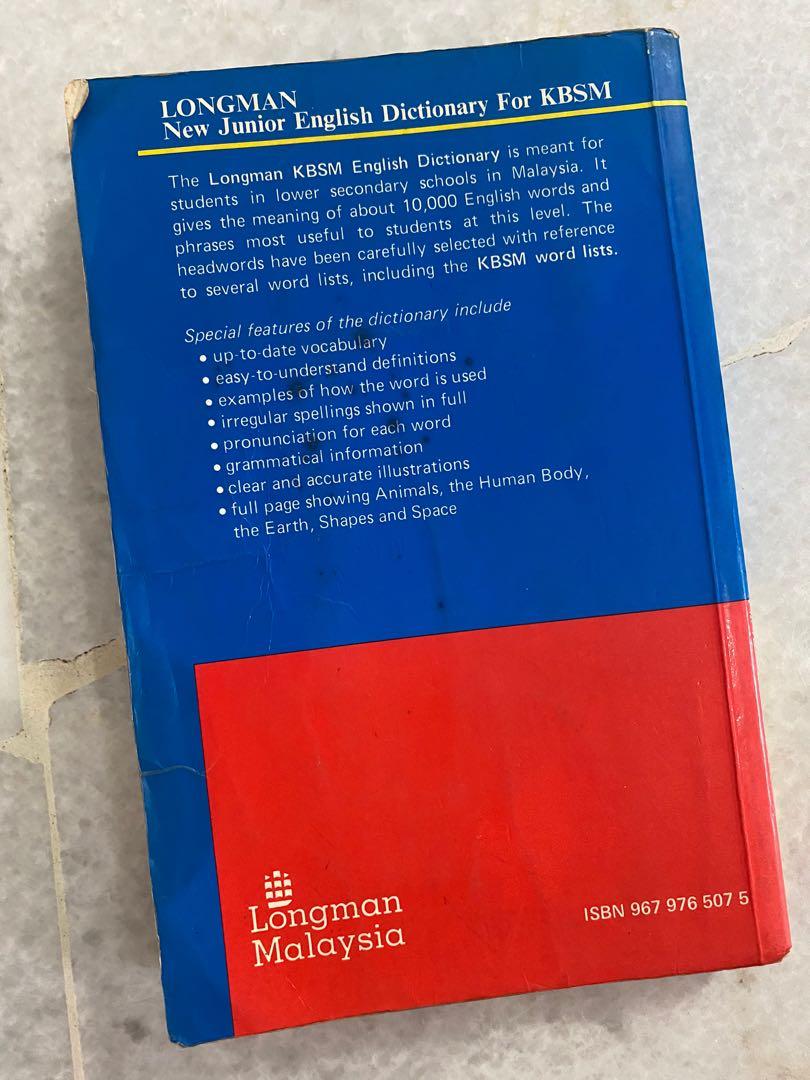 LONGMAN
New Junior English Dictionary For KBSM
The Longman KBSM English Dictionary is meant for
students in lower secondary schools in Malaysia. It
gives the meaning of about 10,000 English words and
phrases most useful to students at this level. The
headwords have been carefully selected with reference
to several word lists, including the KBSM word lists.
Special features of the dictionary include
• up-to-date vocabulary
• easy-to-understand definitions
• examples of how the word is used
• irregular spellings shown in full
• pronunciation for each word
• grammatical information
• clear and accurate illustrations
• full page showing Animals, the Human Body,
the Earth, Shapes and Space
Longman
Malaysia
ISBN 967 976 507 5